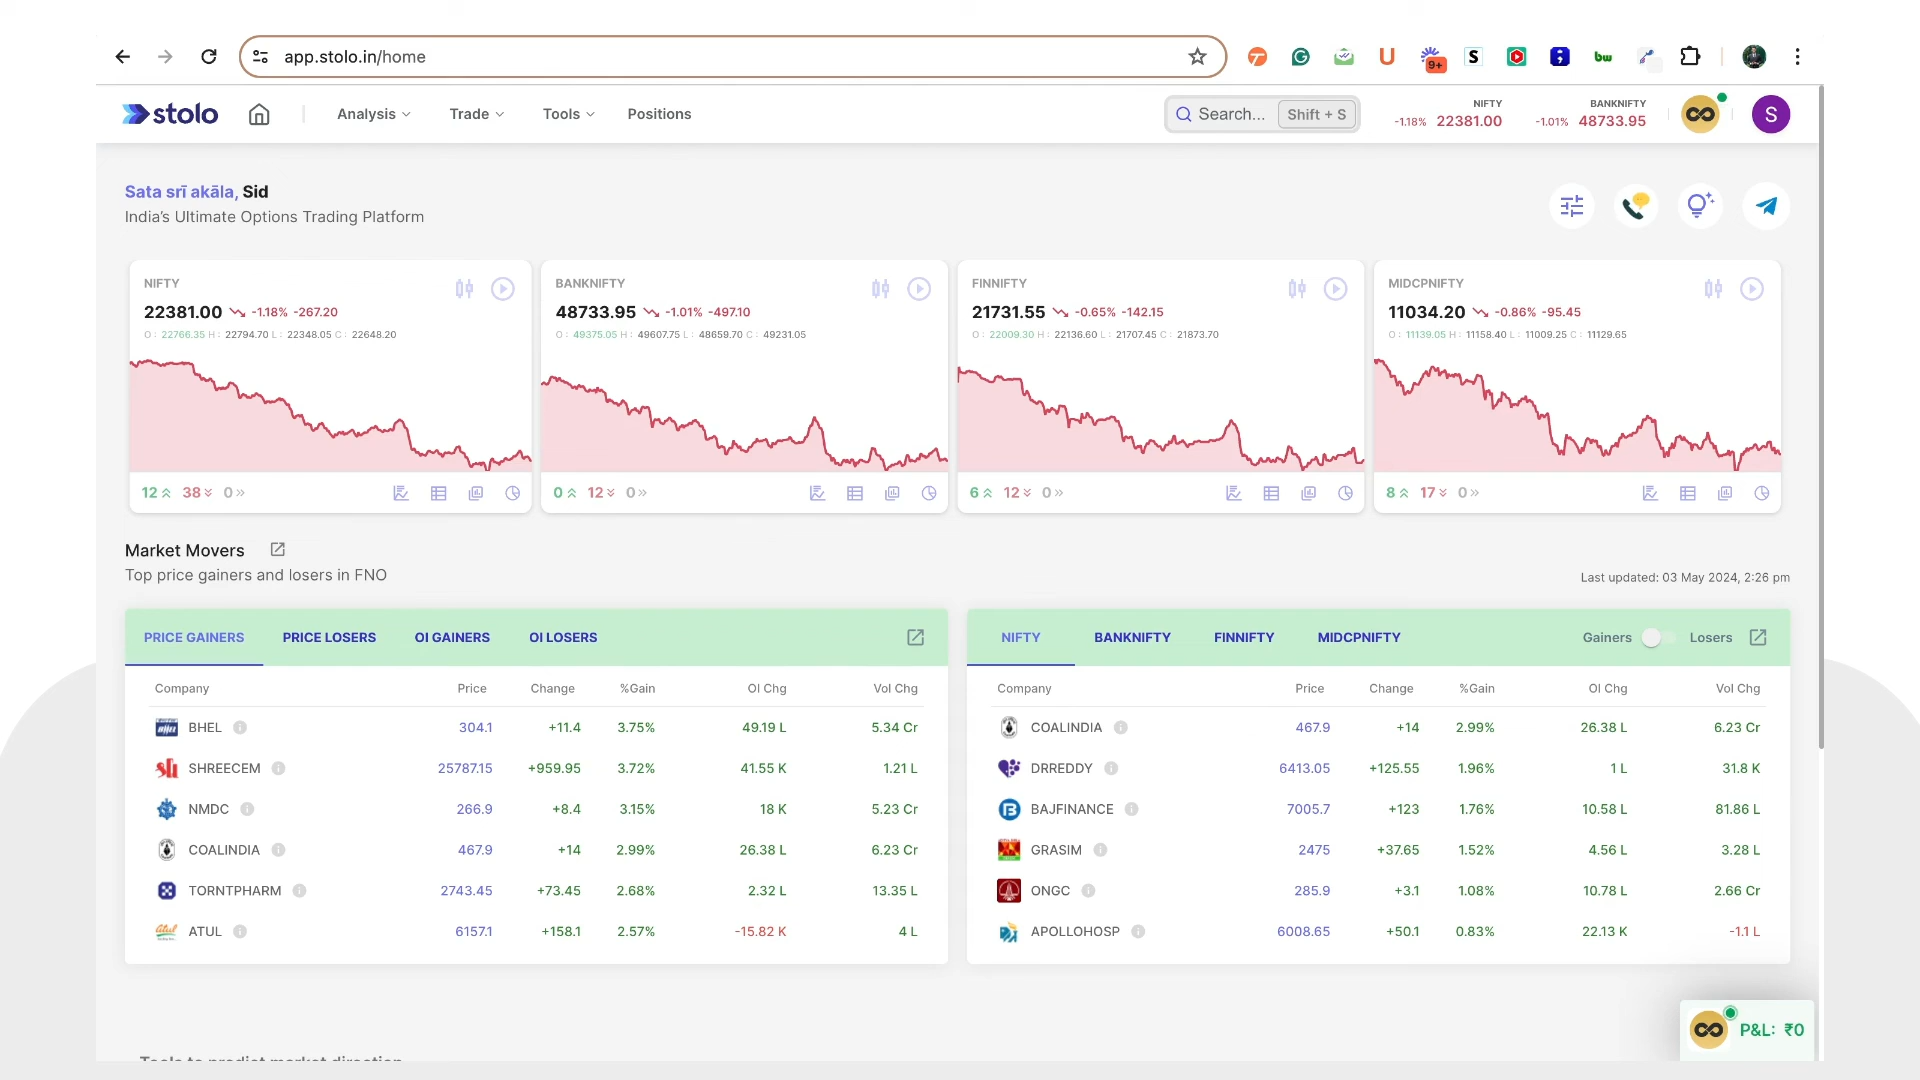 app.stolo.in/home
9+
S
bw
stolo
Analysis
Trade
Tools
Positions
Search...
Shift + S
NIFTY
-1.18% 22381.00
BANKNIFTY
-1.01% 48733.95
S
Sata srī akāla, Sid
India's Ultimate Options Trading Platform
NIFTY
22381.00 -1.18% -267.20
O : 22766.35 H : 22794.70 L : 22348.05 C : 22648.20
12 38 0
BANKNIFTY
48733.95 -1.01% -497.10
O : 49375.05 H : 49607.75 L : 48659.70 C : 49231.05
0 12 0
FINNIFTY
21731.55 -0.65% -142.15
O : 22009.30 H : 22136.60 L : 21707.45 C : 21873.70
6 12 0
MIDCPNIFTY
11034.20 -0.86% -95.45
O : 11139.05 H : 11158.40 L : 11009.25 C : 11129.65
8 17 0
Market Movers
Top price gainers and losers in FNO
Last updated: 03 May 2024, 2:26 pm
PRICE GAINERS PRICE LOSERS OI GAINERS OI LOSERS
Company Price Change %Gain OI Chg Vol Chg
BHEL 304.1 +11.4 3.75% 49.19 L 5.34 Cr
SHREECEM 25787.15 +959.95 3.72% 41.55 K 1.21 L
NMDC 266.9 +8.4 3.15% 18 K 5.23 Cr
COALINDIA 467.9 +14 2.99% 26.38 L 6.23 Cr
TORNTPHARM 2743.45 +73.45 2.68% 2.32 L 13.35 L
ATUL 6157.1 +158.1 2.57% -15.82 K 4 L
NIFTY BANKNIFTY FINNIFTY MIDCPNIFTY Gainers Losers
Company Price Change %Gain OI Chg Vol Chg
COALINDIA 467.9 +14 2.99% 26.38 L 6.23 Cr
DRREDDY 6413.05 +125.55 1.96% 1 L 31.8 K
BAJFINANCE 7005.7 +123 1.76% 10.58 L 81.86 L
GRASIM 2475 +37.65 1.52% 4.56 L 3.28 L
ONGC 285.9 +3.1 1.08% 10.78 L 2.66 Cr
APOLLOHOSP 6008.65 +50.1 0.83% 22.13 K -1.1 L
P&L: ₹0
Tools to predict market direction